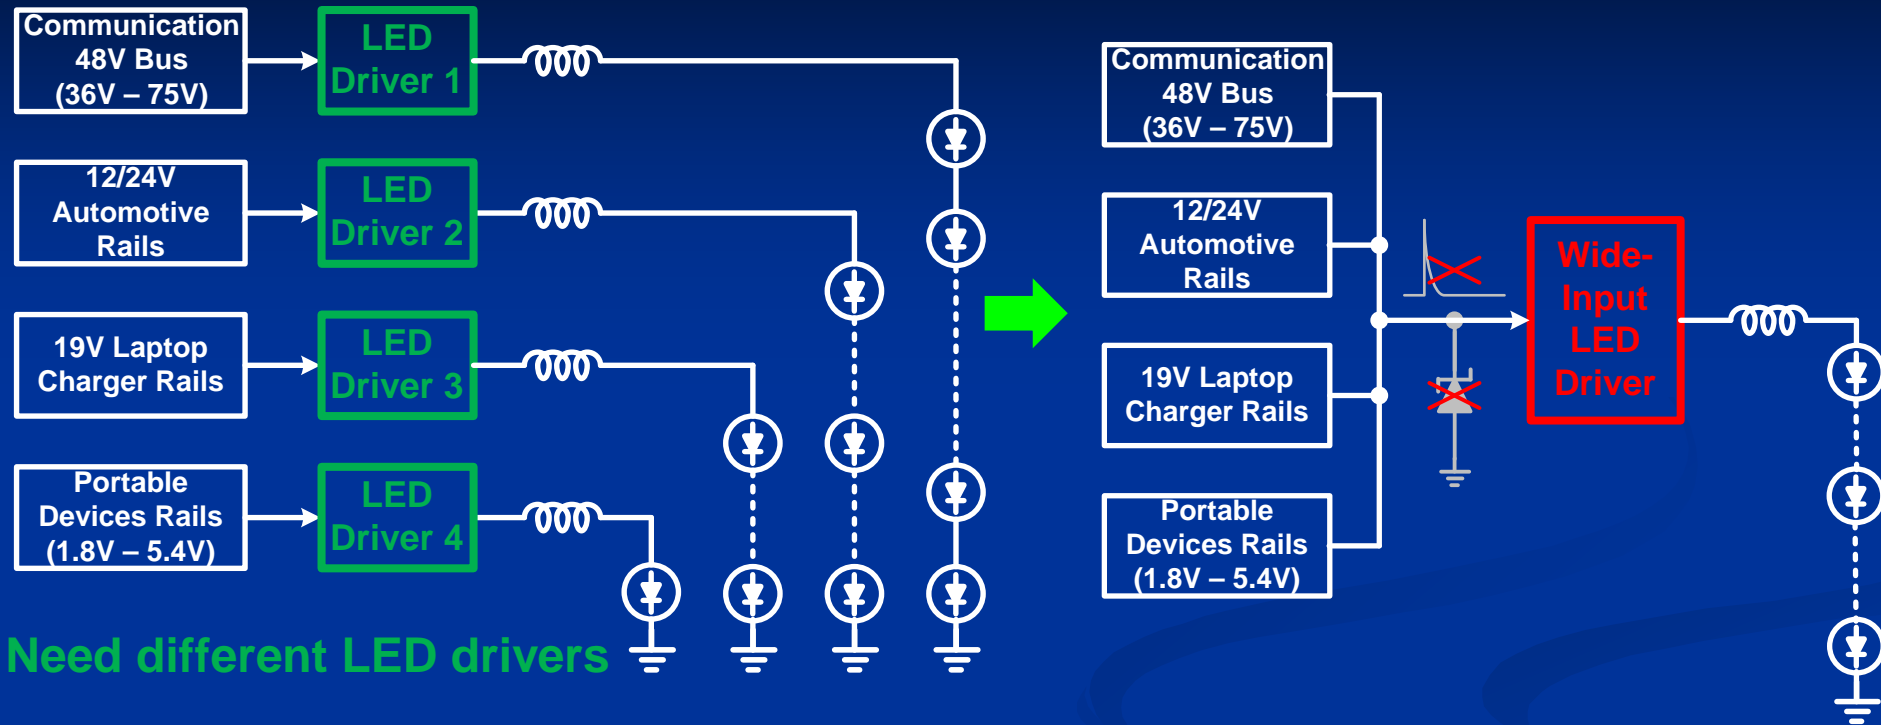 Communication
48V Bus
(36V – 75V)
LED
Driver 1
12/24V
Automotive
Rails
LED
Driver 2
19V Laptop
Charger Rails
LED
Driver 3
Portable
Devices Rails
(1.8V – 5.4V)
LED
Driver 4
Need different LED drivers
Communication
48V Bus
(36V – 75V)
12/24V
Automotive
Rails
19V Laptop
Charger Rails
Portable
Devices Rails
(1.8V – 5.4V)
Wide-
Input
LED
Driver